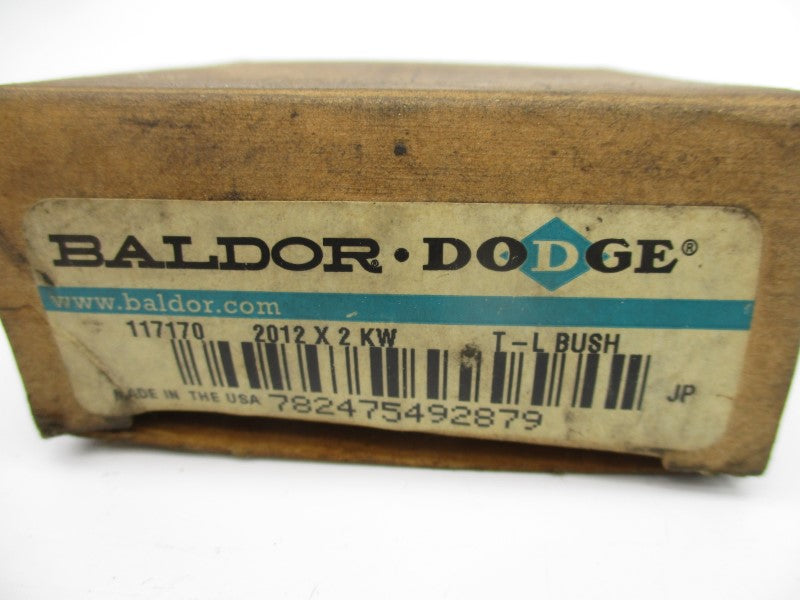 BALDOR · DODGE®
www.baldor.com
117170 2012 X 2 KW T-L BUSH
JP
MADE IN THE USA 782475492879